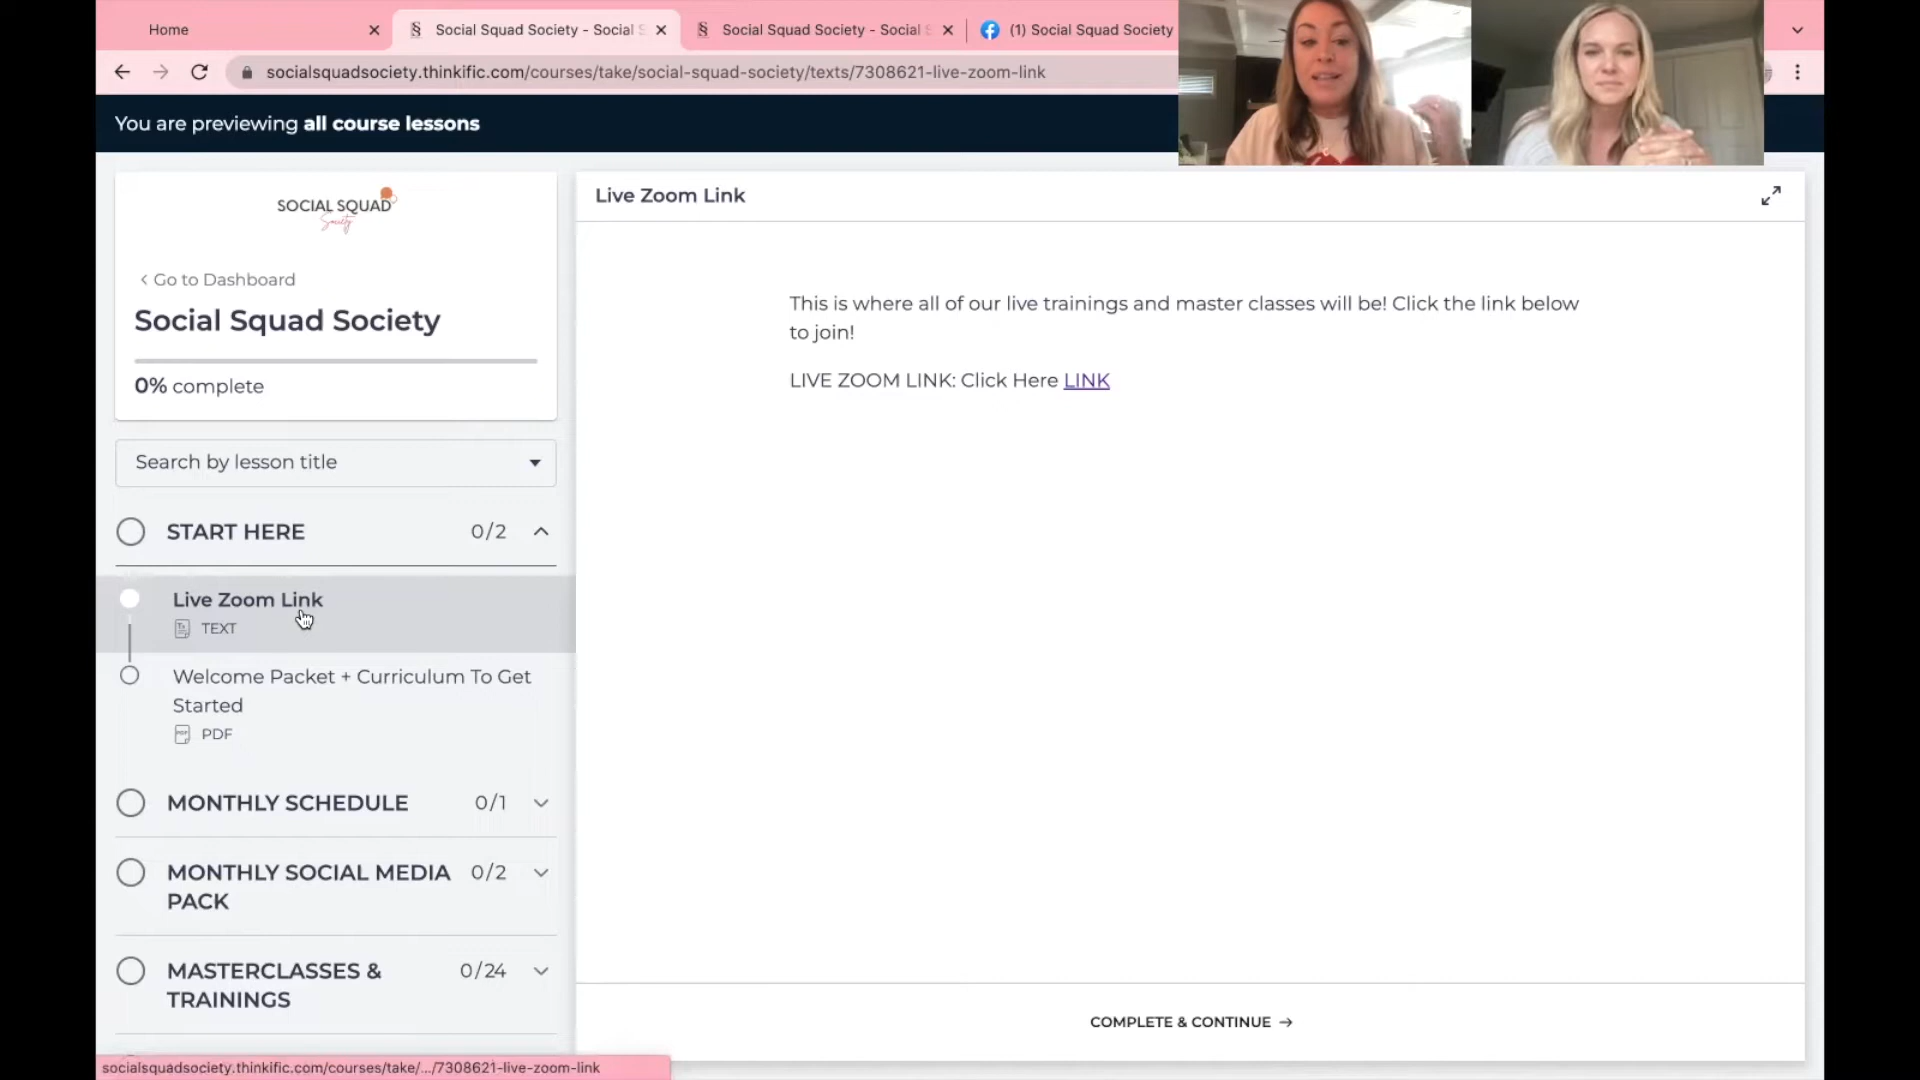 Home
Social Squad Society - Social S
Social Squad Society - Social S
(1) Social Squad Society
socialsquadsociety.thinkific.com/courses/take/social-squad-society/texts/7308621-live-zoom-link
You are previewing all course lessons
SOCIAL SQUAD
Society
Go to Dashboard
Social Squad Society
0% complete
Search by lesson title
START HERE 0/2
Live Zoom Link
TEXT
Welcome Packet + Curriculum To Get
Started
PDF
MONTHLY SCHEDULE 0/1
MONTHLY SOCIAL MEDIA 0/2
PACK
MASTERCLASSES & 0/24
TRAININGS
Live Zoom Link
This is where all of our live trainings and master classes will be! Click the link below
to join!
LIVE ZOOM LINK: Click Here LINK
COMPLETE & CONTINUE →
socialsquadsociety.thinkific.com/courses/take/.../7308621-live-zoom-link